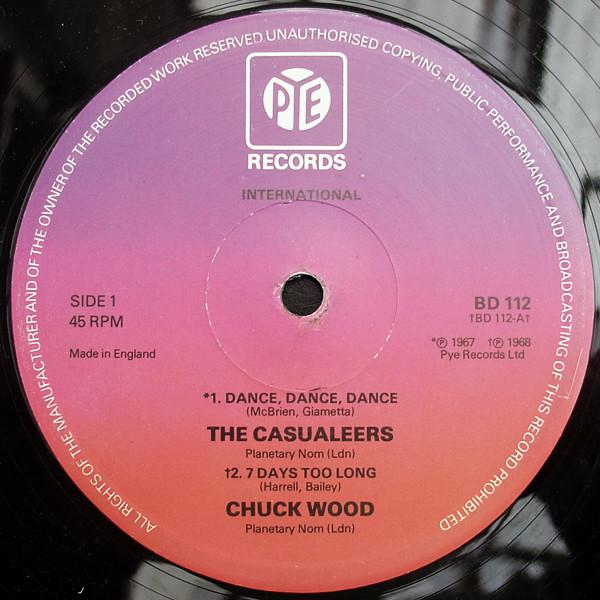 ALL RIGHTS OF THE MANUFACTURER AND OF THE OWNER OF THE RECORDED WORK RESERVED UNAUTHORISED COPYING, PUBLIC PERFORMANCE AND BROADCASTING OF THIS RECORD PROHIBITED
PYE
RECORDS
INTERNATIONAL
SIDE 1
45 RPM
Made in England
BD 112
†BD 112-A†
*℗ 1967 †℗ 1968
Pye Records Ltd
*1. DANCE, DANCE, DANCE
(McBrien, Giametta)
THE CASUALEERS
Planetary Nom (Ldn)
†2. 7 DAYS TOO LONG
(Harrell, Bailey)
CHUCK WOOD
Planetary Nom (Ldn)